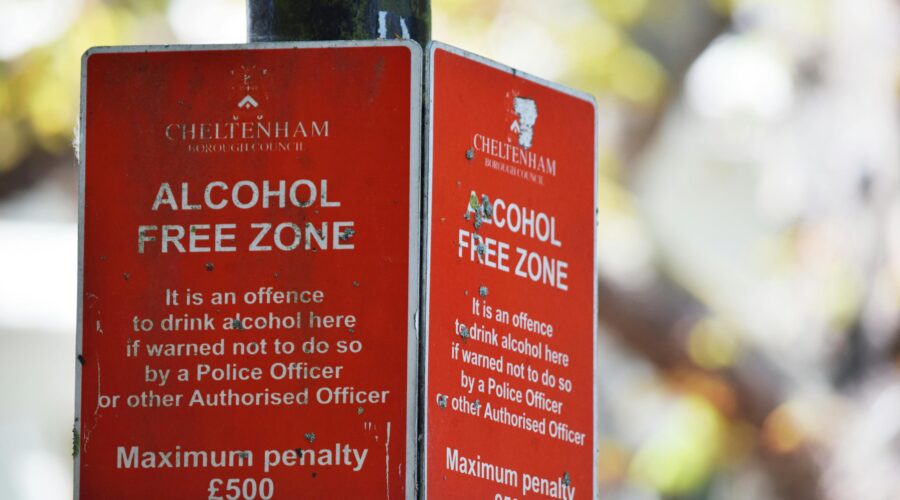 CHELTENHAM
BOROUGH COUNCIL
ALCOHOL
FREE ZONE
It is an offence
to drink alcohol here
if warned not to do so
by a Police Officer
or other Authorised Officer
Maximum penalty
£500
CHELTENHAM
BOROUGH COUNCIL
ALCOHOL
FREE ZONE
It is an offence
to drink alcohol here
if warned not to do so
by a Police Officer
or other Authorised Officer
Maximum penalty